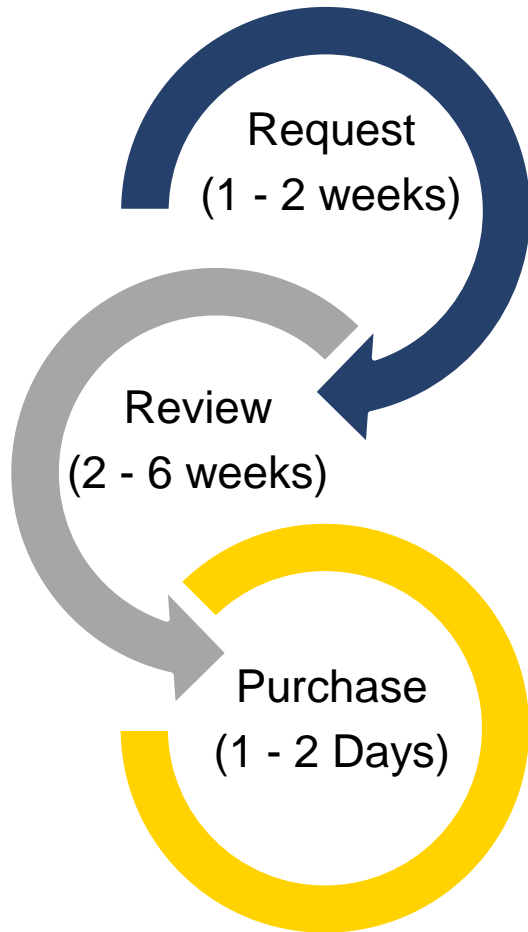 Request
(1 - 2 weeks)
Review
(2 - 6 weeks)
Purchase
(1 - 2 Days)